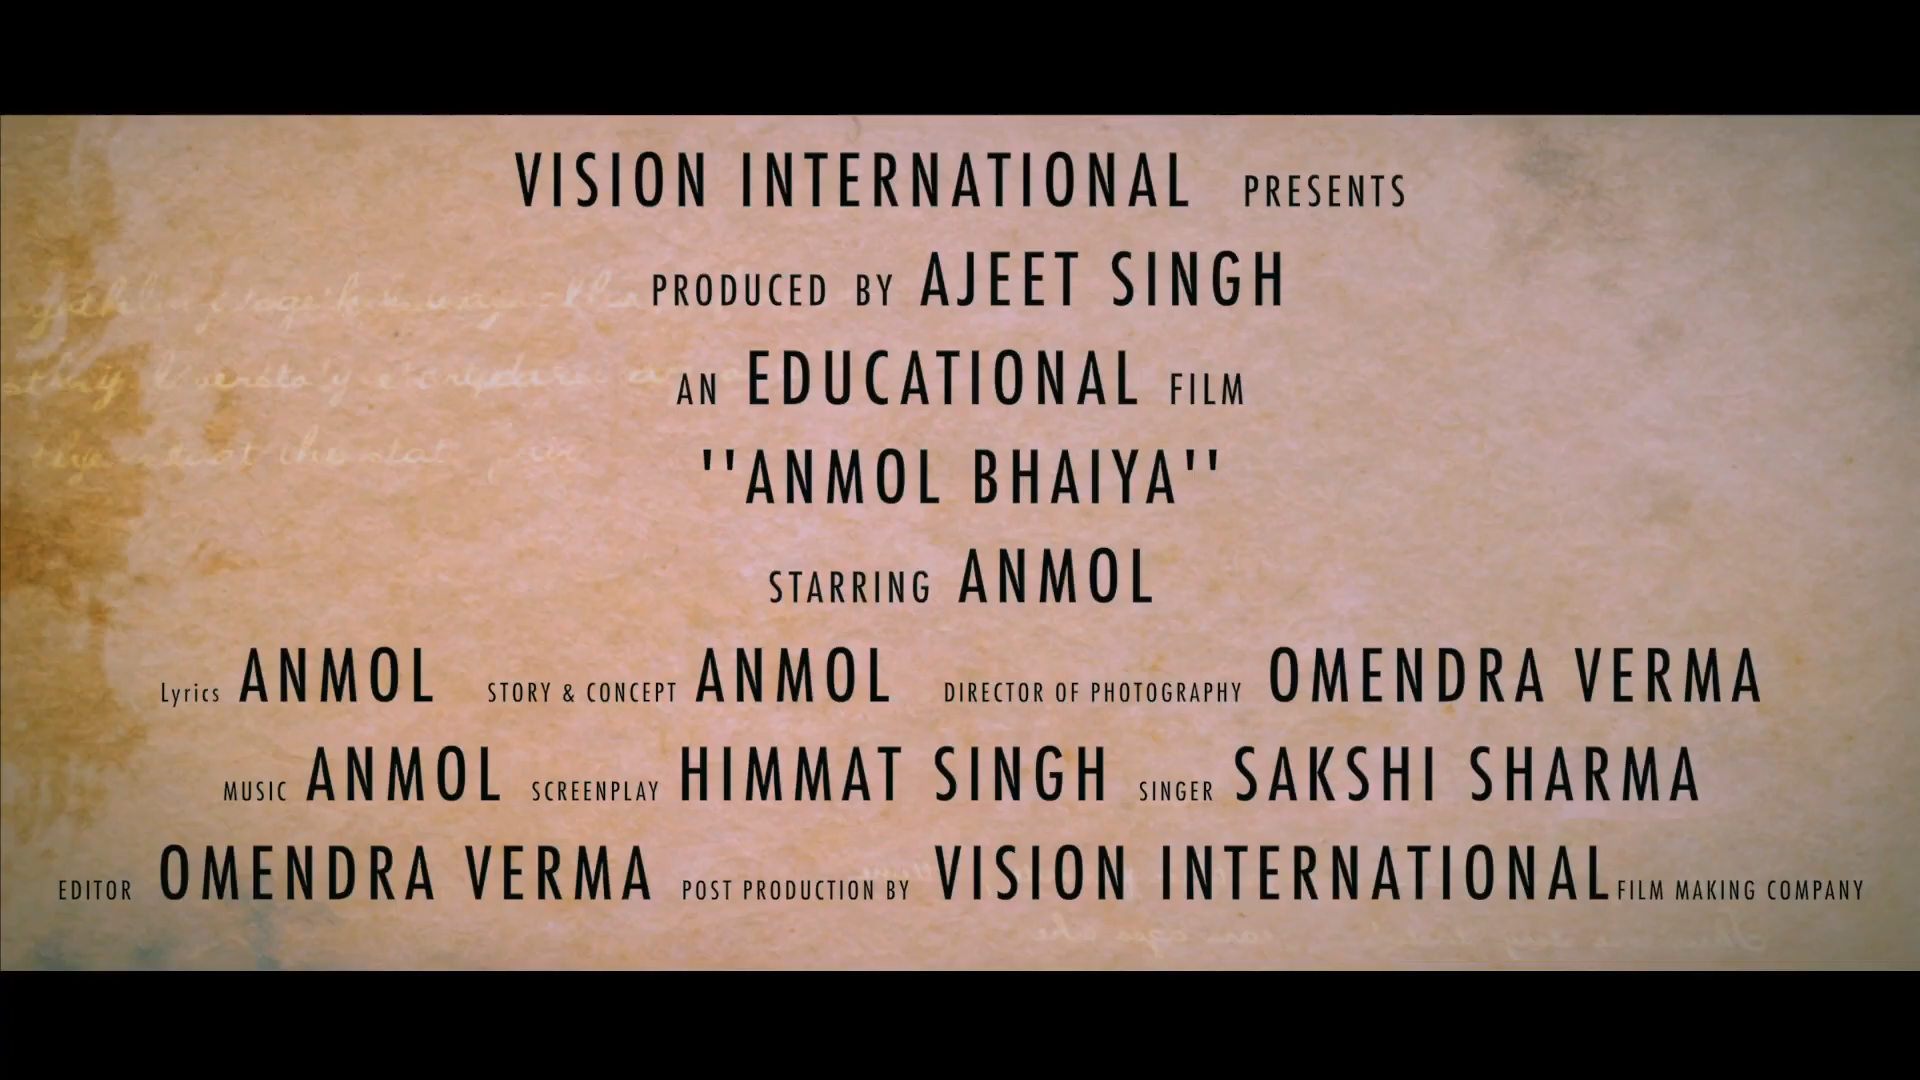 VISION INTERNATIONAL PRESENTS
PRODUCED BY AJEET SINGH
AN EDUCATIONAL FILM
''ANMOL BHAIYA''
STARRING ANMOL
Lyrics ANMOL STORY & CONCEPT ANMOL DIRECTOR OF PHOTOGRAPHY OMENDRA VERMA
MUSIC ANMOL SCREENPLAY HIMMAT SINGH SINGER SAKSHI SHARMA
EDITOR OMENDRA VERMA POST PRODUCTION BY VISION INTERNATIONAL FILM MAKING COMPANY